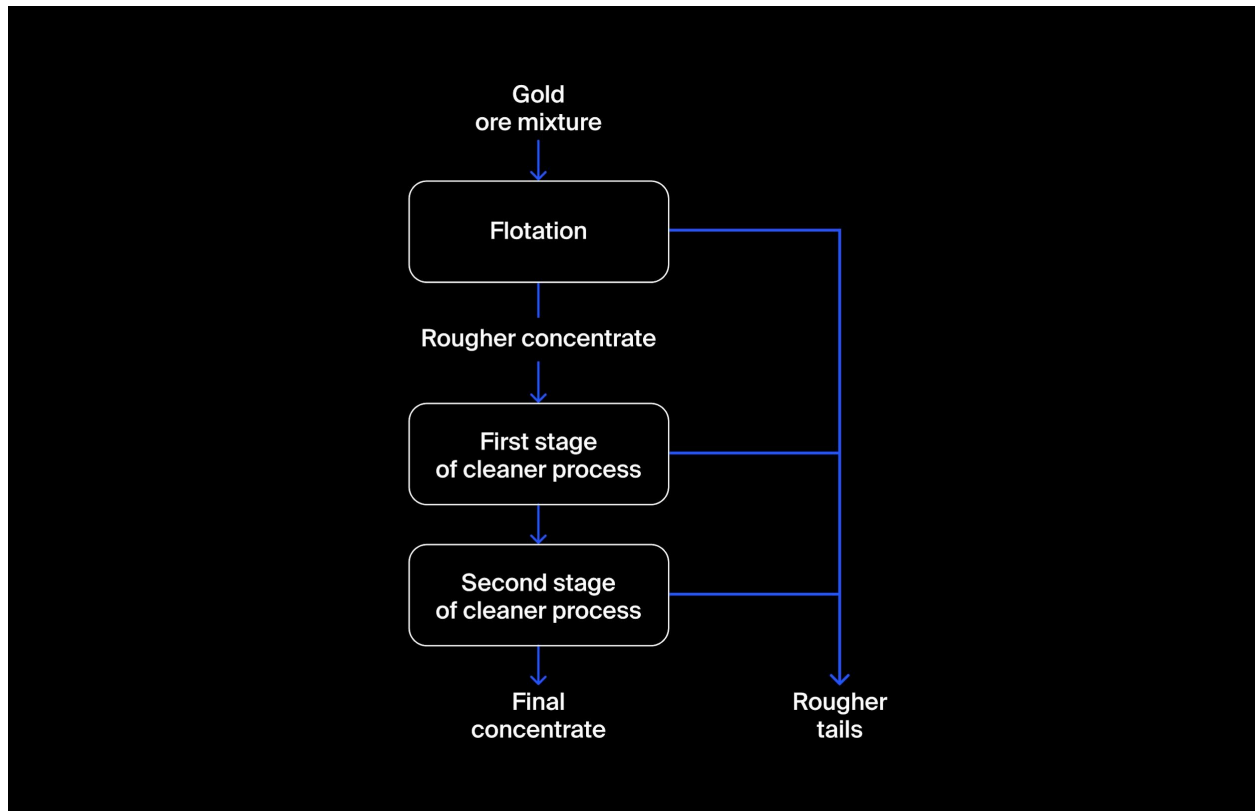 Gold
ore mixture
Flotation
Rougher concentrate
First stage
of cleaner process
Second stage
of cleaner process
Final
concentrate
Rougher
tails